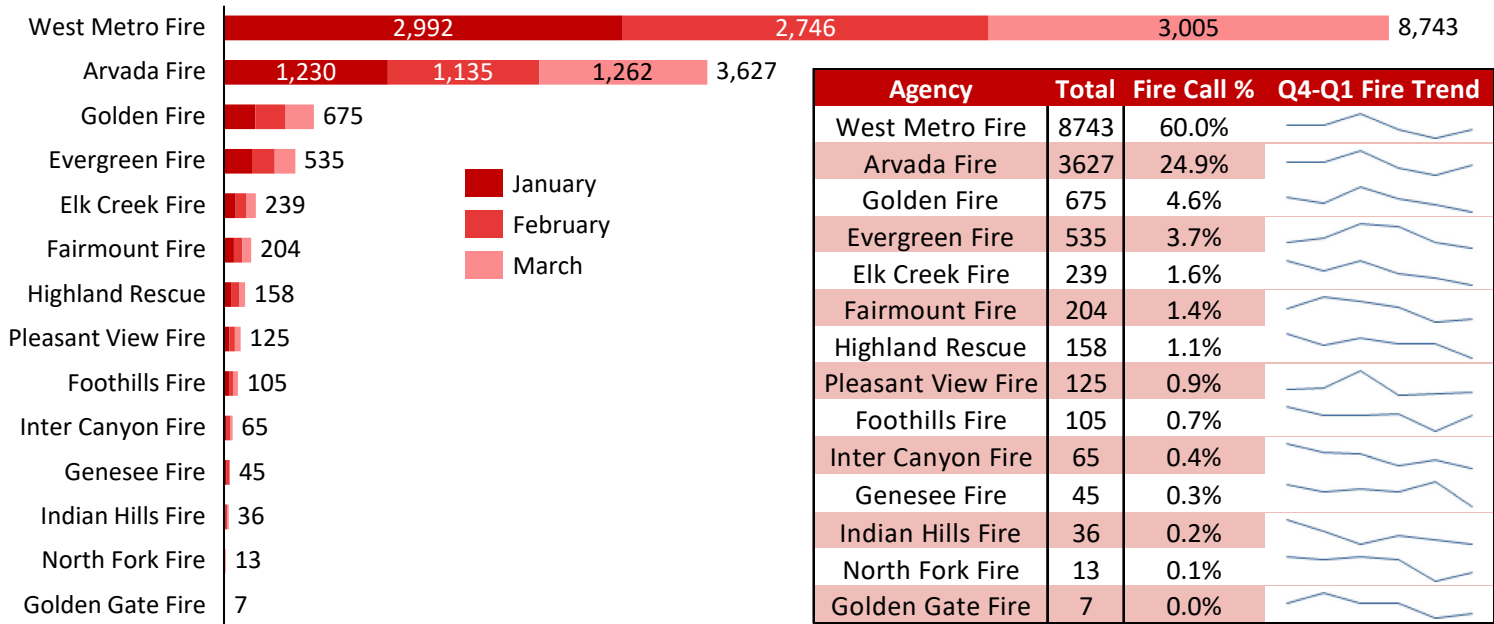 West Metro Fire 2,992 2,746 3,005 8,743
Arvada Fire 1,230 1,135 1,262 3,627
Golden Fire 675
Evergreen Fire 535
Elk Creek Fire 239
Fairmount Fire 204
Highland Rescue 158
Pleasant View Fire 125
Foothills Fire 105
Inter Canyon Fire 65
Genesee Fire 45
Indian Hills Fire 36
North Fork Fire 13
Golden Gate Fire 7
January
February
March
Agency Total Fire Call % Q4-Q1 Fire Trend
West Metro Fire 8743 60.0%
Arvada Fire 3627 24.9%
Golden Fire 675 4.6%
Evergreen Fire 535 3.7%
Elk Creek Fire 239 1.6%
Fairmount Fire 204 1.4%
Highland Rescue 158 1.1%
Pleasant View Fire 125 0.9%
Foothills Fire 105 0.7%
Inter Canyon Fire 65 0.4%
Genesee Fire 45 0.3%
Indian Hills Fire 36 0.2%
North Fork Fire 13 0.1%
Golden Gate Fire 7 0.0%